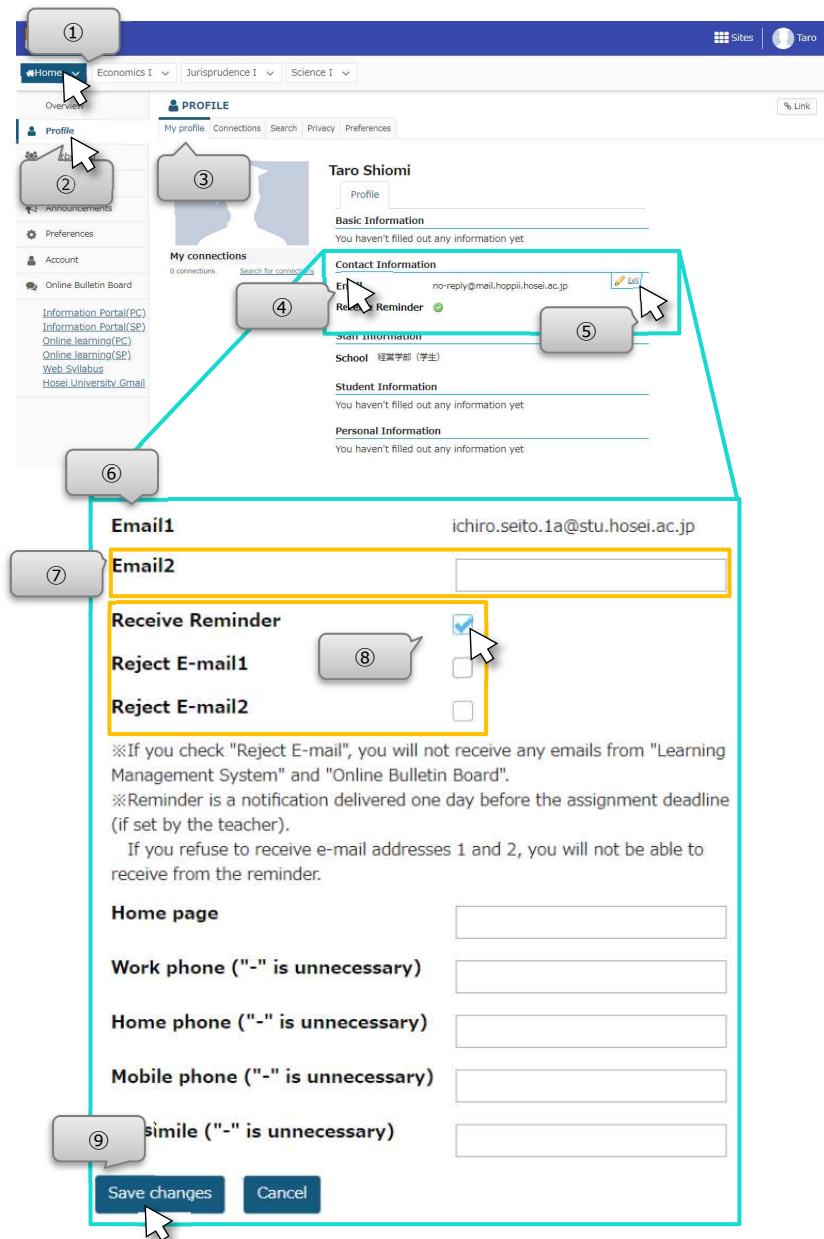 ①
Sites
Taro
Home
Economics I
Jurisprudence I
Science I
Overview
PROFILE
Link
Profile
My profile Connections Search Privacy Preferences
②
③
Taro Shiomi
Profile
Announcements
Basic Information
You haven't filled out any information yet
Preferences
My connections
0 connections Search for connections
Contact Information
Account
Email no-reply@mail.hoppii.hosei.ac.jp
Edit
④
Receive Reminder
⑤
Online Bulletin Board
Information Portal(PC)
Information Portal(SP)
Online learning(PC)
Online learning(SP)
Web Syllabus
Hosei University Gmail
Staff Information
School 経営学部（学生）
Student Information
You haven't filled out any information yet
Personal Information
You haven't filled out any information yet
⑥
Email1 ichiro.seito.1a@stu.hosei.ac.jp
⑦
Email2
Receive Reminder
⑧
Reject E-mail1
Reject E-mail2
※If you check "Reject E-mail", you will not receive any emails from "Learning
Management System" and "Online Bulletin Board".
※Reminder is a notification delivered one day before the assignment deadline
(if set by the teacher).
If you refuse to receive e-mail addresses 1 and 2, you will not be able to
receive from the reminder.
Home page
Work phone ("-" is unnecessary)
Home phone ("-" is unnecessary)
Mobile phone ("-" is unnecessary)
⑨
simile ("-" is unnecessary)
Save changes
Cancel